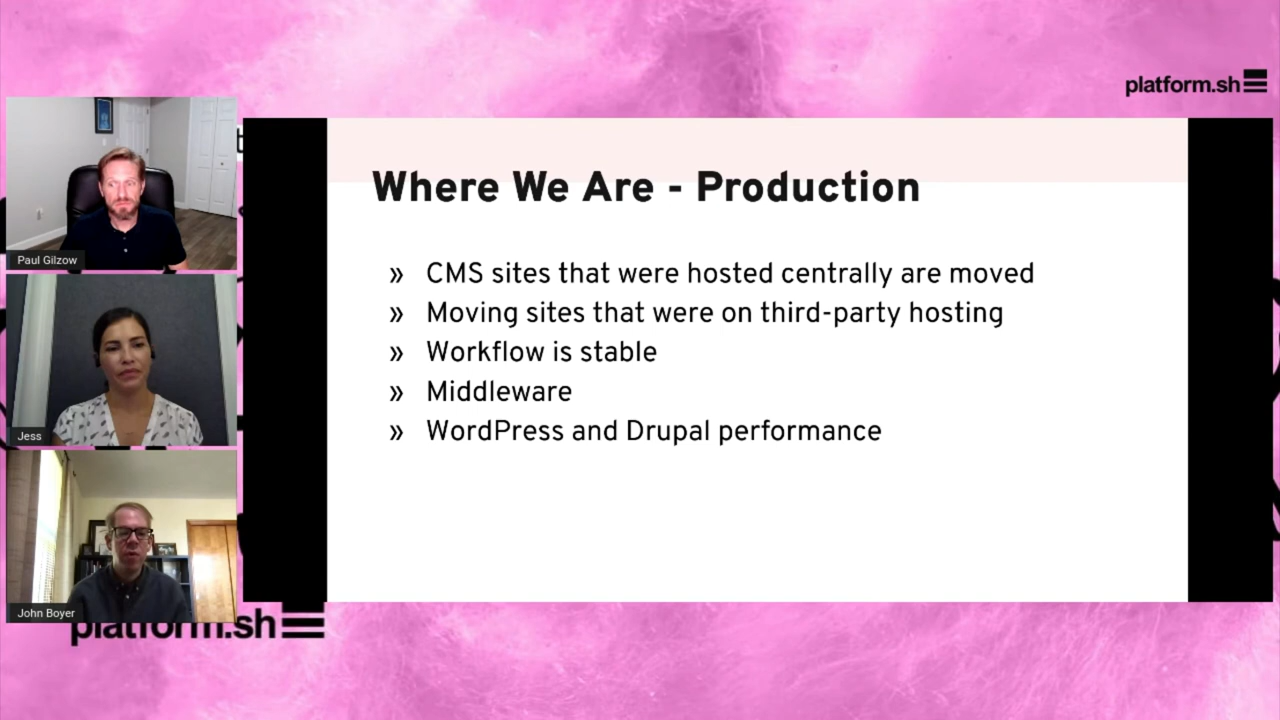 platform.sh
Paul Gilzow
Jess
John Boyer
Where We Are - Production
» CMS sites that were hosted centrally are moved
» Moving sites that were on third-party hosting
» Workflow is stable
» Middleware
» WordPress and Drupal performance
platform.sh